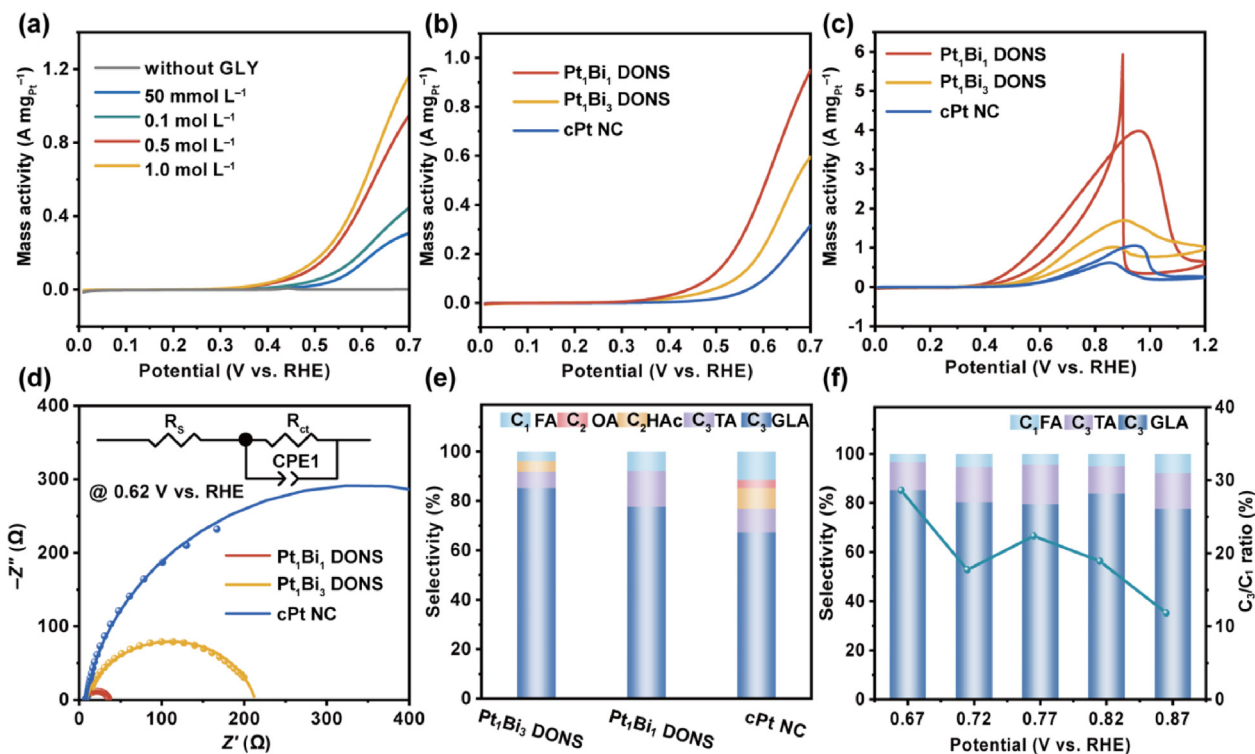 (a)
Mass activity (A mgPt⁻¹)
1.2
0.8
0.4
0.0
without GLY
50 mmol L⁻¹
0.1 mol L⁻¹
0.5 mol L⁻¹
1.0 mol L⁻¹
0.0 0.1 0.2 0.3 0.4 0.5 0.6 0.7
Potential (V vs. RHE)
(b)
Mass activity (A mgPt⁻¹)
1.0
0.8
0.6
0.4
0.2
0.0
Pt₁Bi₁ DONS
Pt₁Bi₃ DONS
cPt NC
0.0 0.1 0.2 0.3 0.4 0.5 0.6 0.7
Potential (V vs. RHE)
(c)
Mass activity (A mgPt⁻¹)
6
5
4
3
2
1
0
-1
Pt₁Bi₁ DONS
Pt₁Bi₃ DONS
cPt NC
0.0 0.2 0.4 0.6 0.8 1.0 1.2
Potential (V vs. RHE)
(d)
–Z″ (Ω)
400
300
200
100
0
Rs
Rct
CPE1
@ 0.62 V vs. RHE
Pt₁Bi₁ DONS
Pt₁Bi₃ DONS
cPt NC
0 100 200 300 400
Z′ (Ω)
(e)
Selectivity (%)
100
80
60
40
20
0
C₁ FA C₂ OA C₂ HAc C₃ TA C₃ GLA
Pt₁Bi₃ DONS
Pt₁Bi₁ DONS
cPt NC
(f)
Selectivity (%)
100
80
60
40
20
0
C₁ FA C₃ TA C₃ GLA
40
30
20
10
0
C₃/C₁ ratio (%)
0.67 0.72 0.77 0.82 0.87
Potential (V vs. RHE)